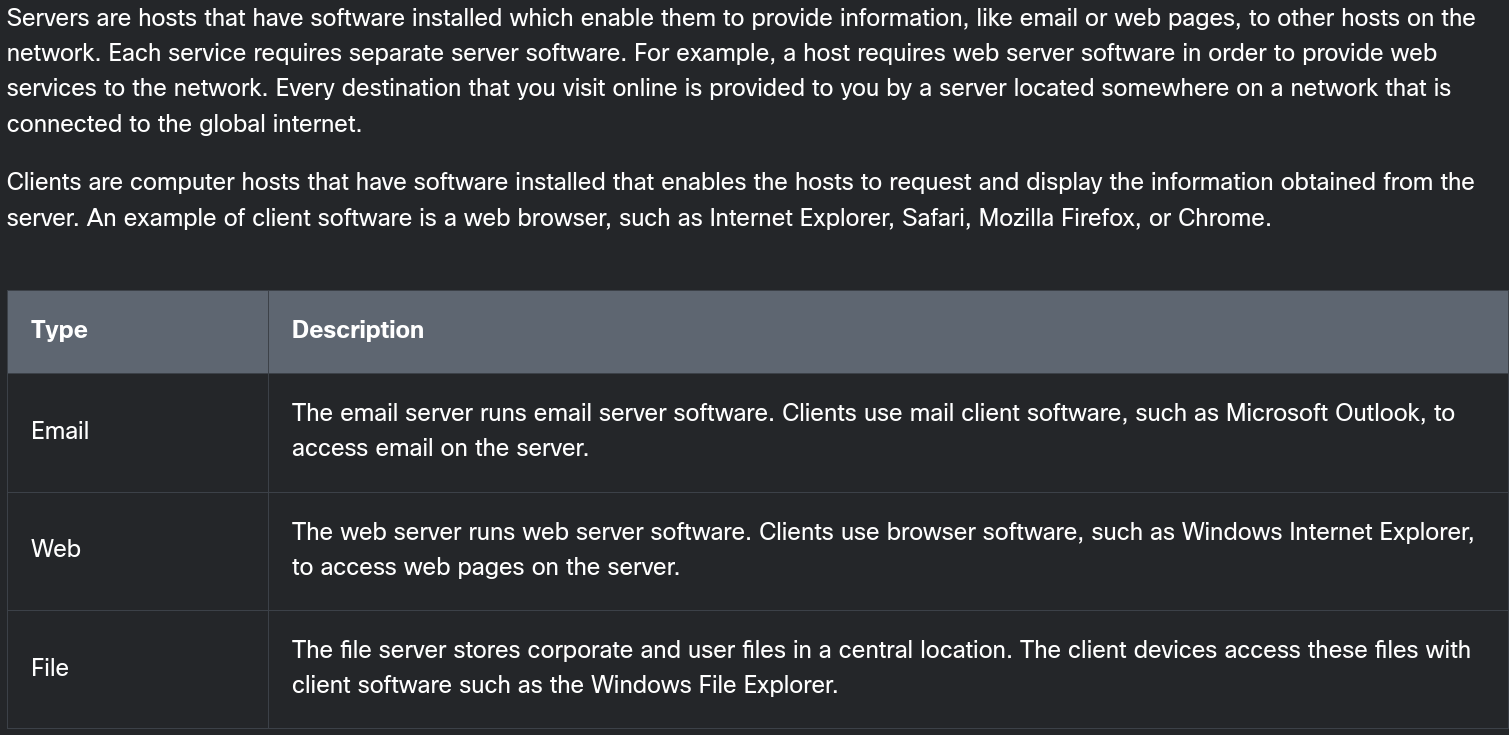 Servers are hosts that have software installed which enable them to provide information, like email or web pages, to other hosts on the
network. Each service requires separate server software. For example, a host requires web server software in order to provide web
services to the network. Every destination that you visit online is provided to you by a server located somewhere on a network that is
connected to the global internet.
Clients are computer hosts that have software installed that enables the hosts to request and display the information obtained from the
server. An example of client software is a web browser, such as Internet Explorer, Safari, Mozilla Firefox, or Chrome.
Type Description
Email
The email server runs email server software. Clients use mail client software, such as Microsoft Outlook, to
access email on the server.
Web
The web server runs web server software. Clients use browser software, such as Windows Internet Explorer,
to access web pages on the server.
File
The file server stores corporate and user files in a central location. The client devices access these files with
client software such as the Windows File Explorer.